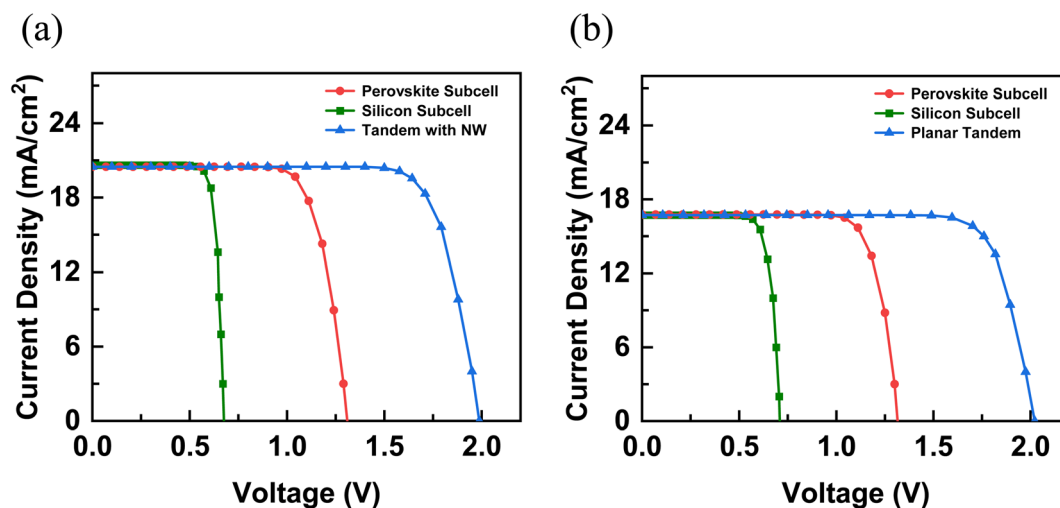 (a)
Current Density (mA/cm²)
24
18
12
6
0
0.0 0.5 1.0 1.5 2.0
Voltage (V)
Perovskite Subcell
Silicon Subcell
Tandem with NW
(b)
Current Density (mA/cm²)
24
18
12
6
0
0.0 0.5 1.0 1.5 2.0
Voltage (V)
Perovskite Subcell
Silicon Subcell
Planar Tandem